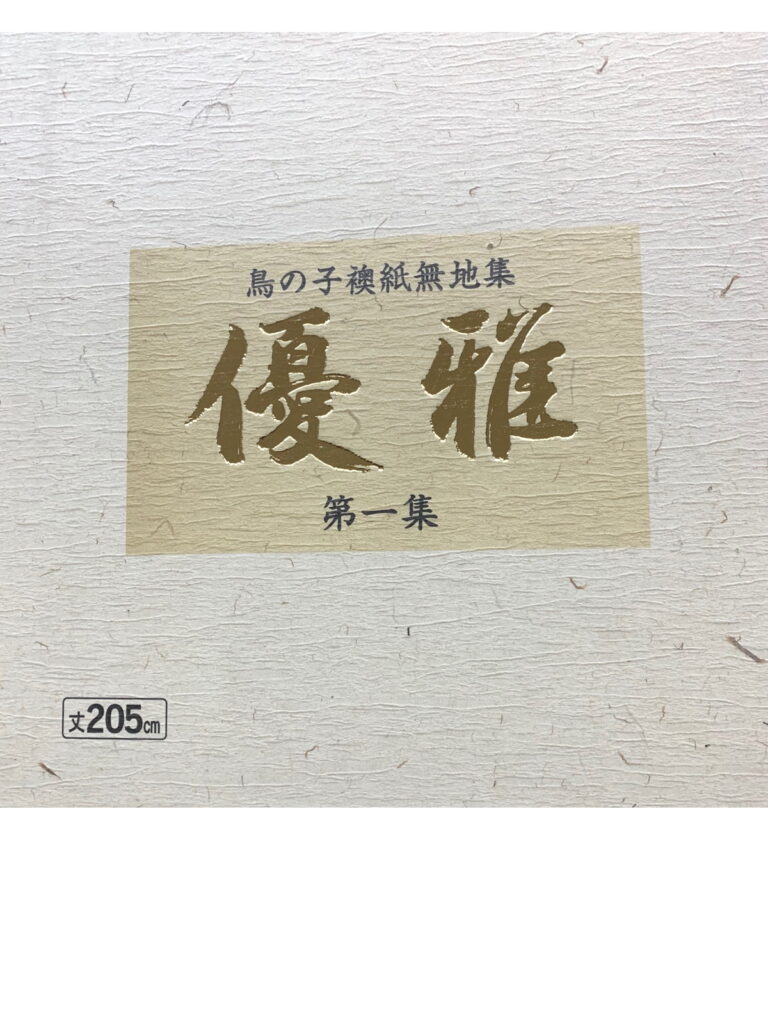 鳥の子襖紙無地集
優雅
第一集
丈205cm